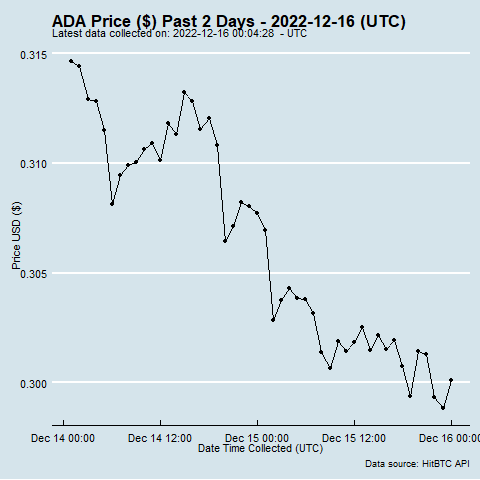 ADA Price ($) Past 2 Days - 2022-12-16 (UTC)
Latest data collected on: 2022-12-16 00:04:28  - UTC
0.315
0.310
0.305
0.300
Price USD ($)
Dec 14 00:00 Dec 14 12:00 Dec 15 00:00 Dec 15 12:00 Dec 16 00:00
Date Time Collected (UTC)
Data source: HitBTC API